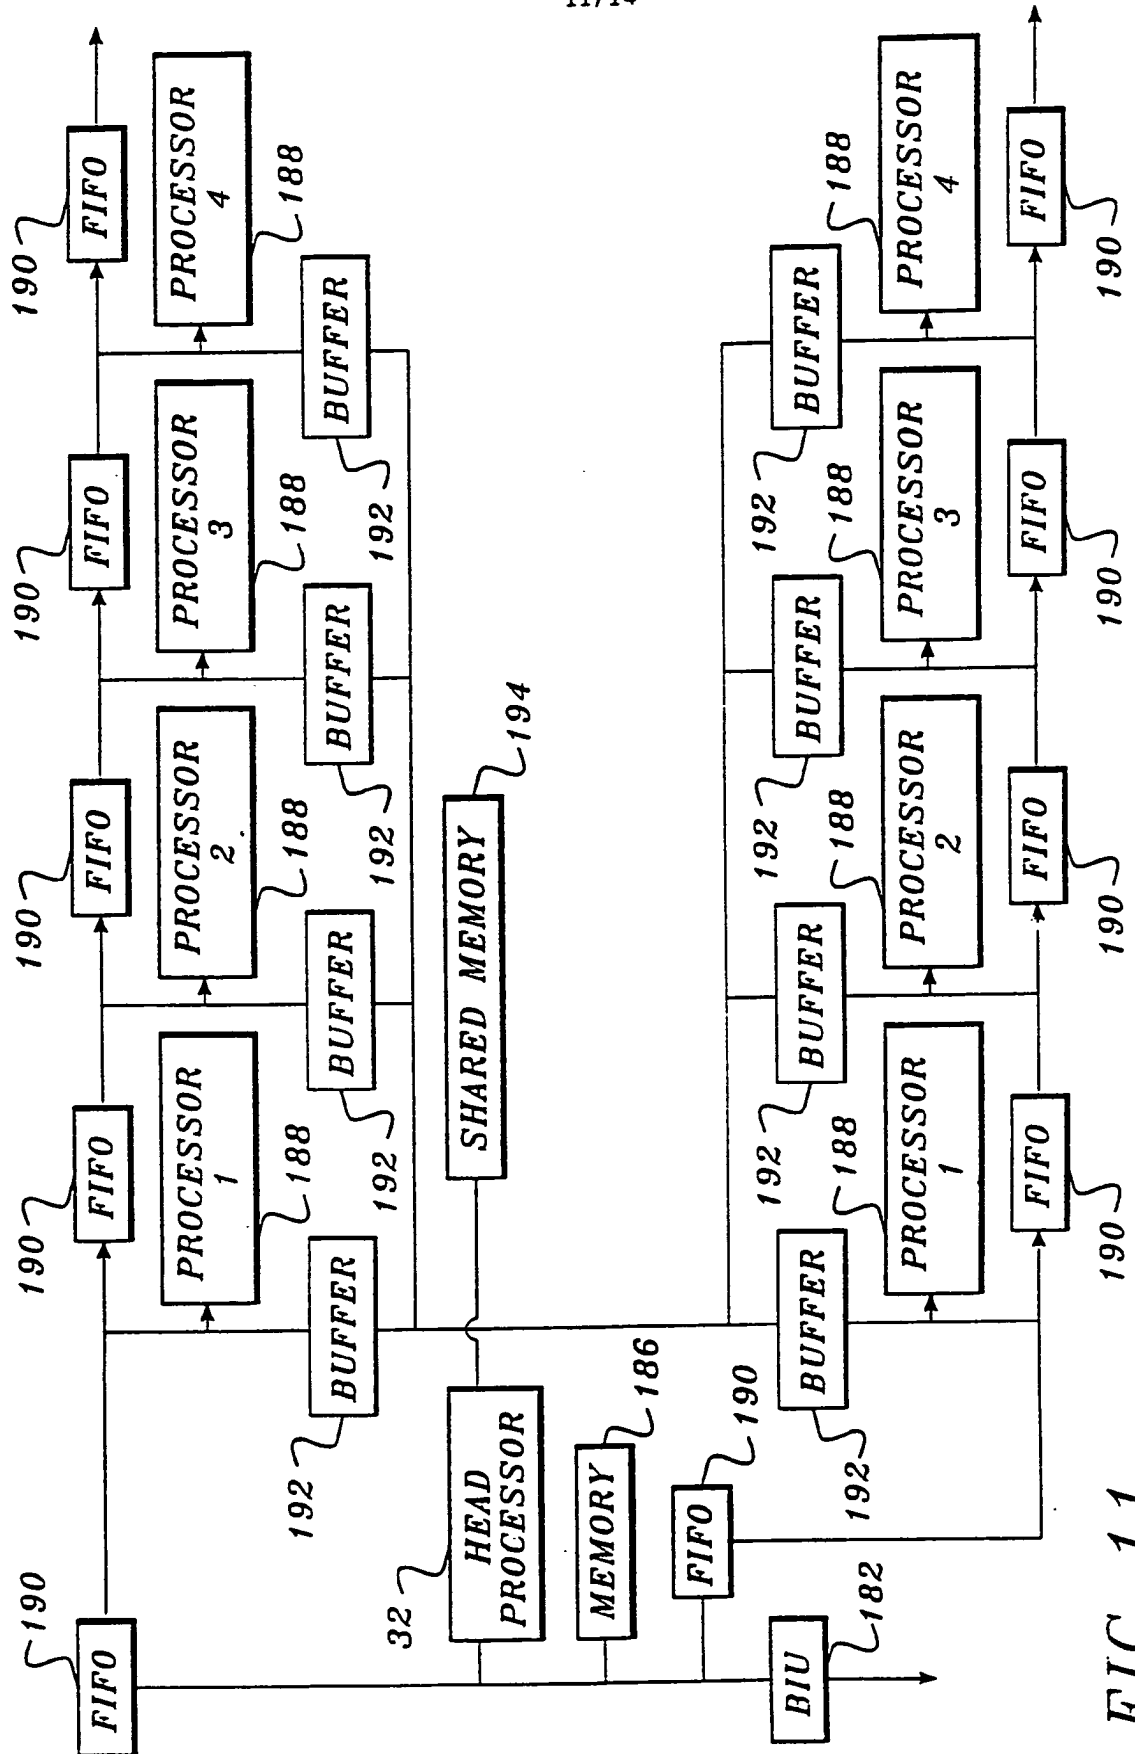 11/14
190
FIFO
190
FIFO
190
FIFO
190
FIFO
190
FIFO
PROCESSOR
1
188
PROCESSOR
2
188
PROCESSOR
3
188
PROCESSOR
4
188
192
BUFFER
192
BUFFER
192
BUFFER
192
BUFFER
32
HEAD
PROCESSOR
SHARED MEMORY
194
MEMORY
186
FIFO
190
BIU
182
192
BUFFER
192
BUFFER
192
BUFFER
192
BUFFER
188
PROCESSOR
1
188
PROCESSOR
2
188
PROCESSOR
3
188
PROCESSOR
4
FIFO
190
FIFO
190
FIFO
190
FIFO
190
FIG. 11